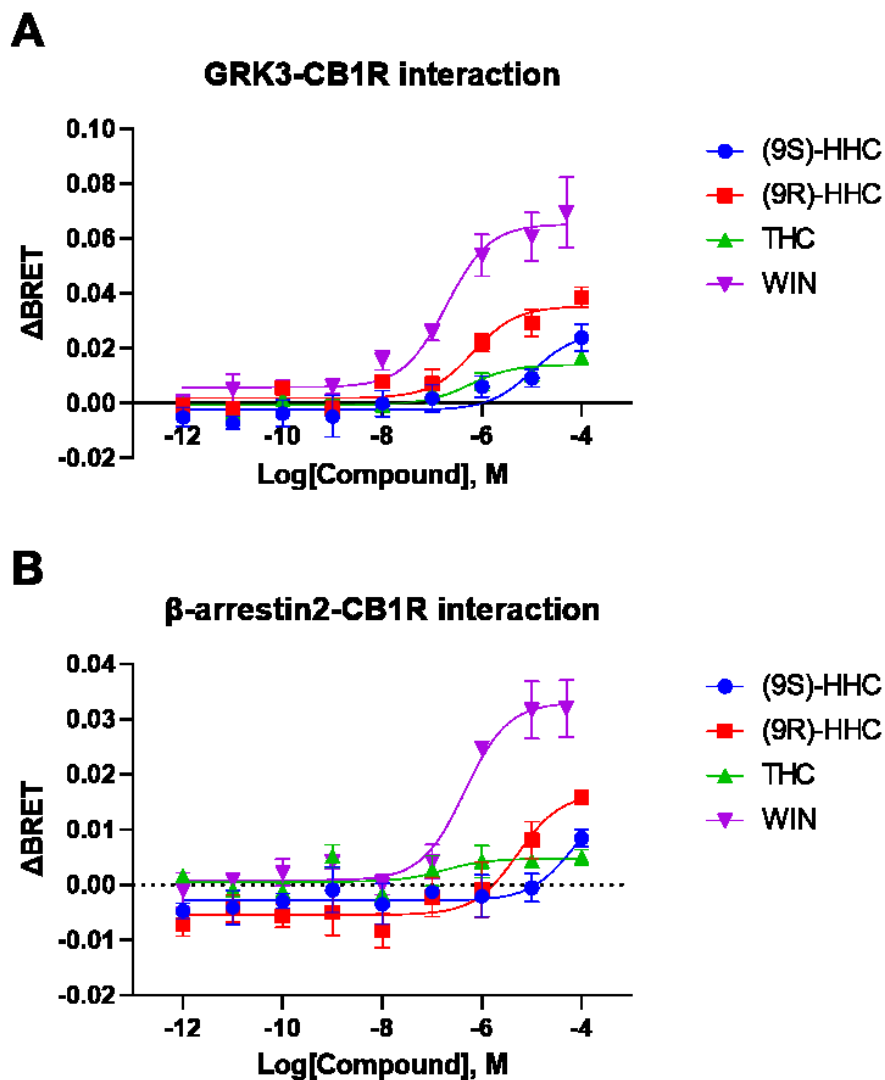 A
GRK3-CB1R interaction
0.10
0.08
0.06
0.04
0.02
0.00
-0.02
ΔBRET
-12
-10
-8
-6
-4
Log[Compound], M
(9S)-HHC
(9R)-HHC
THC
WIN
B
β-arrestin2-CB1R interaction
0.04
0.03
0.02
0.01
0.00
-0.01
-0.02
ΔBRET
-12
-10
-8
-6
-4
Log[Compound], M
(9S)-HHC
(9R)-HHC
THC
WIN